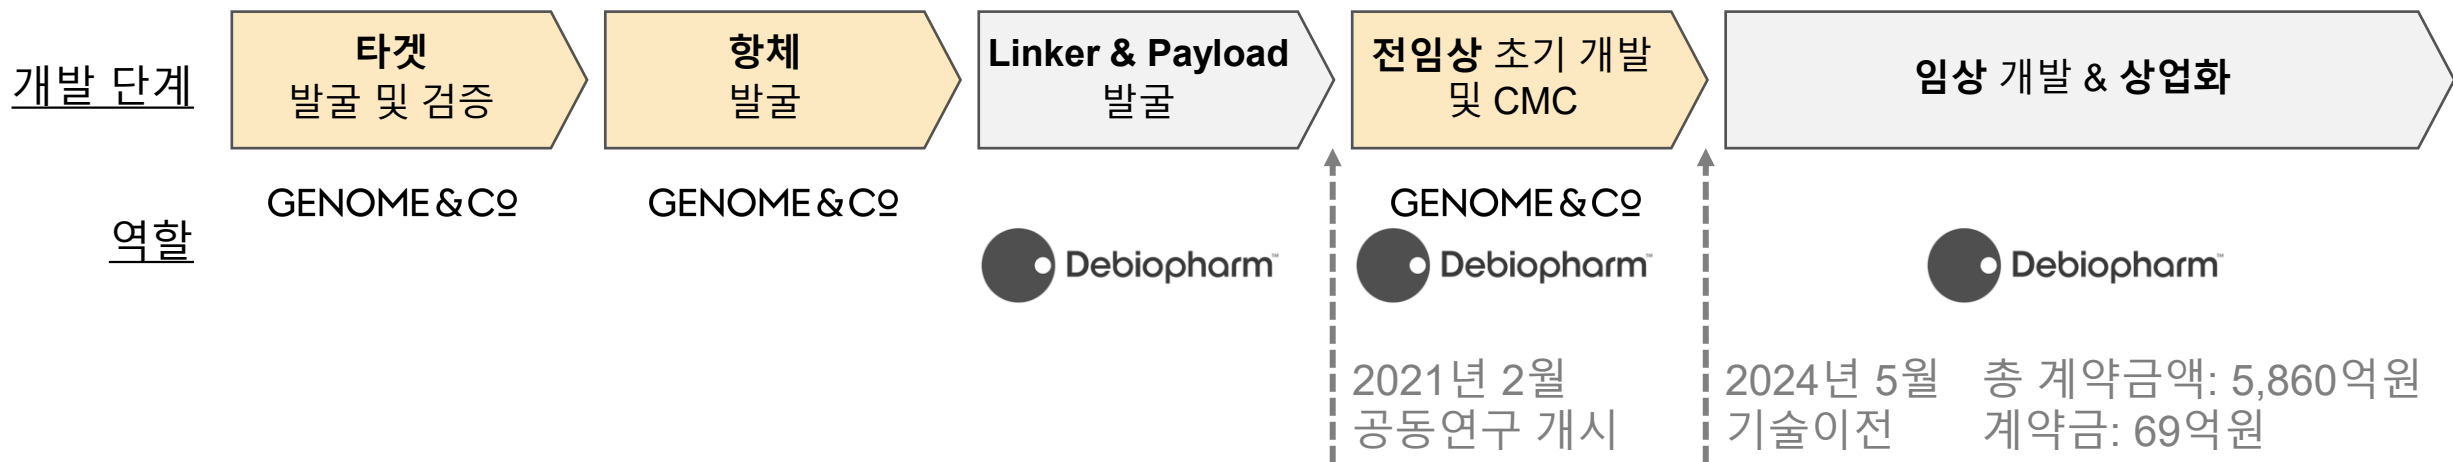 개발 단계
타겟
발굴 및 검증
항체
발굴
Linker & Payload
발굴
전임상 초기 개발
및 CMC
임상 개발 & 상업화
역할
GENOME & CO
GENOME & CO
Debiopharm™
GENOME & CO
Debiopharm™
Debiopharm™
2021년 2월
공동연구 개시
2024년 5월
기술이전
총 계약금액: 5,860억원
계약금: 69억원